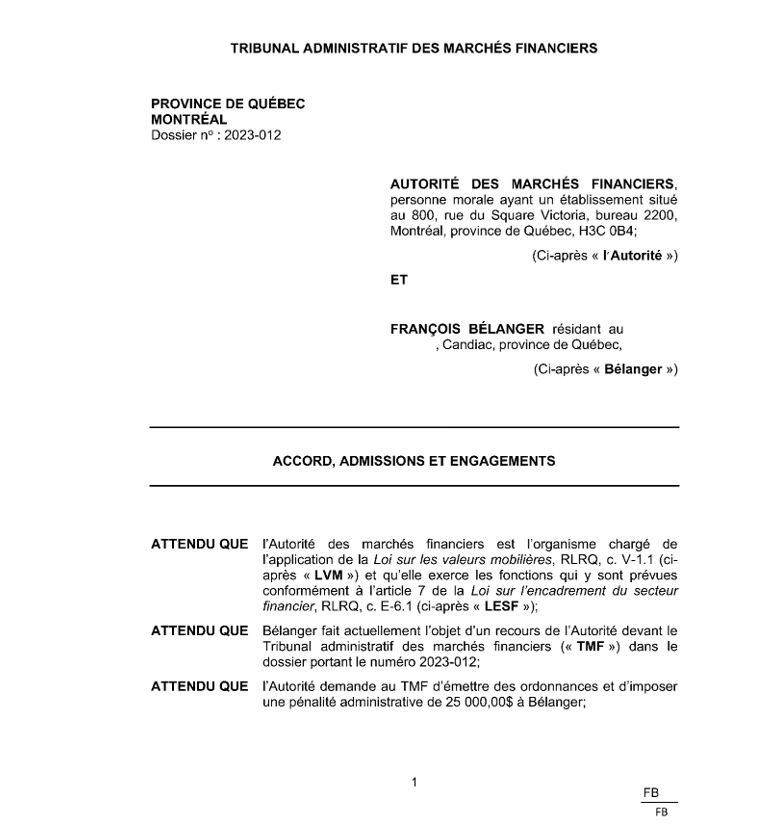 TRIBUNAL ADMINISTRATIF DES MARCHÉS FINANCIERS
PROVINCE DE QUÉBEC
MONTRÉAL
Dossier nº : 2023-012
AUTORITÉ DES MARCHÉS FINANCIERS,
personne morale ayant un établissement situé
au 800, rue du Square Victoria, bureau 2200,
Montréal, province de Québec, H3C 0B4;
(Ci-après « l'Autorité »)
ET
FRANÇOIS BÉLANGER résidant au
, Candiac, province de Québec,
(Ci-après « Bélanger »)
ACCORD, ADMISSIONS ET ENGAGEMENTS
ATTENDU QUE l'Autorité des marchés financiers est l'organisme chargé de
l'application de la Loi sur les valeurs mobilières, RLRQ, c. V-1.1 (ci-
après « LVM ») et qu'elle exerce les fonctions qui y sont prévues
conformément à l'article 7 de la Loi sur l'encadrement du secteur
financier, RLRQ, c. E-6.1 (ci-après « LESF »);
ATTENDU QUE Bélanger fait actuellement l'objet d'un recours de l'Autorité devant le
Tribunal administratif des marchés financiers (« TMF ») dans le
dossier portant le numéro 2023-012;
ATTENDU QUE l'Autorité demande au TMF d'émettre des ordonnances et d'imposer
une pénalité administrative de 25 000,00$ à Bélanger;
1
FB
FB